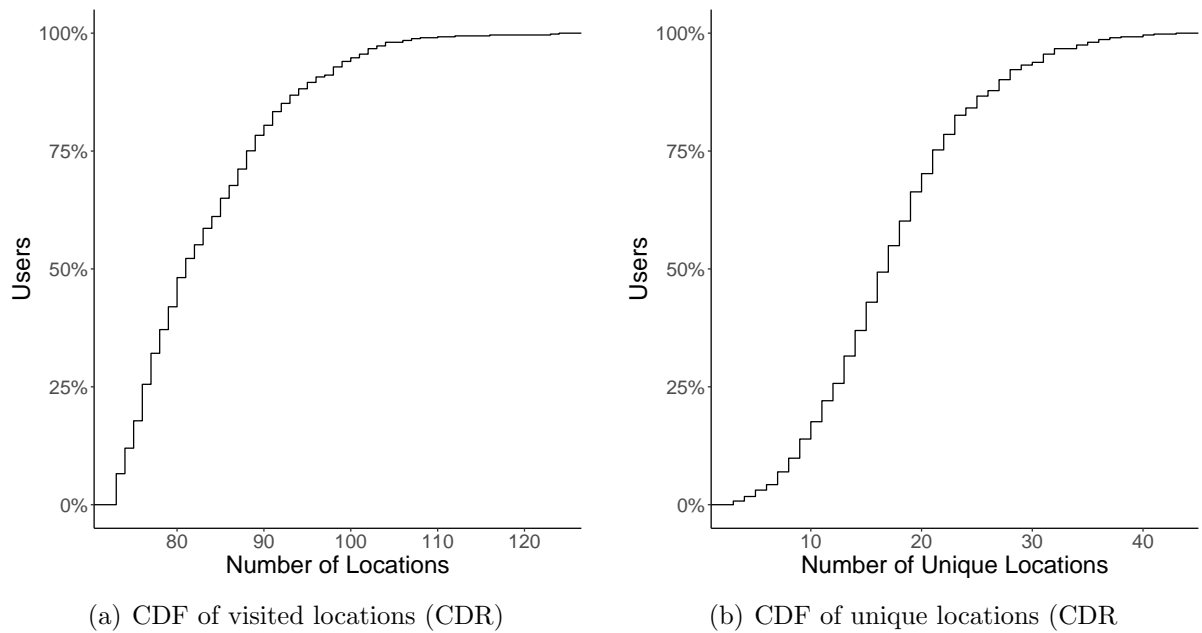 100%
75%
50%
25%
0%
Users
80 90 100 110 120
Number of Locations
(a) CDF of visited locations (CDR)
100%
75%
50%
25%
0%
Users
10 20 30 40
Number of Unique Locations
(b) CDF of unique locations (CDR